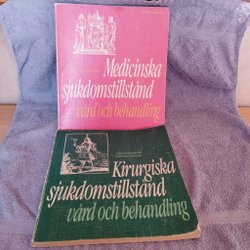 Medicinska
sjukdomstillstånd
vård och behandling
Kirurgiska
sjukdomstillstånd
vård och behandling